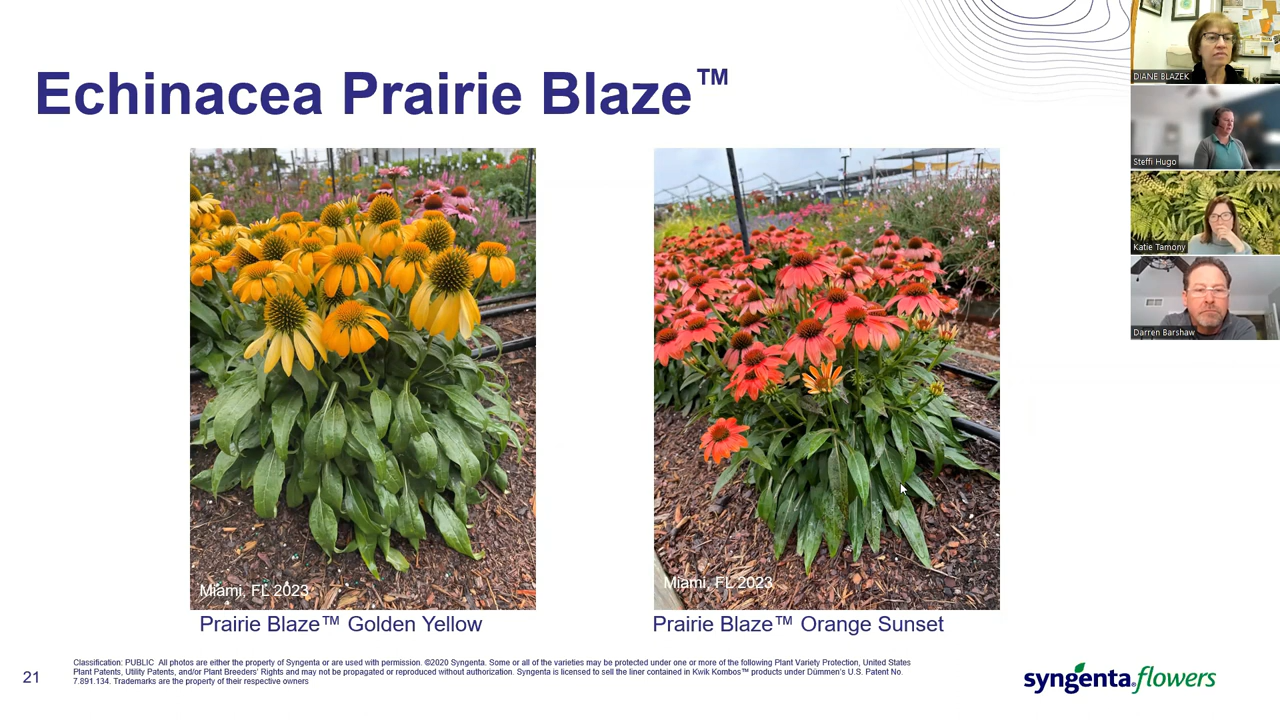 Echinacea Prairie Blaze™
DIANE BLAZEK
Steffi Hugo
Katie Tamony
Darren Barshaw
Miami, FL 2023
Miami, FL 2023
Prairie Blaze™ Golden Yellow
Prairie Blaze™ Orange Sunset
21
Classification: PUBLIC All photos are either the property of Syngenta or are used with permission. ©2020 Syngenta. Some or all of the varieties may be protected under one or more of the following Plant Variety Protection, United States
Plant Patents, Utility Patents, and/or Plant Breeders' Rights and may not be propagated or reproduced without authorization. Syngenta is licensed to sell the liner contained in Kwik Kombos™ products under Dümmen's U.S. Patent No.
7.891.134. Trademarks are the property of their respective owners
syngenta® flowers